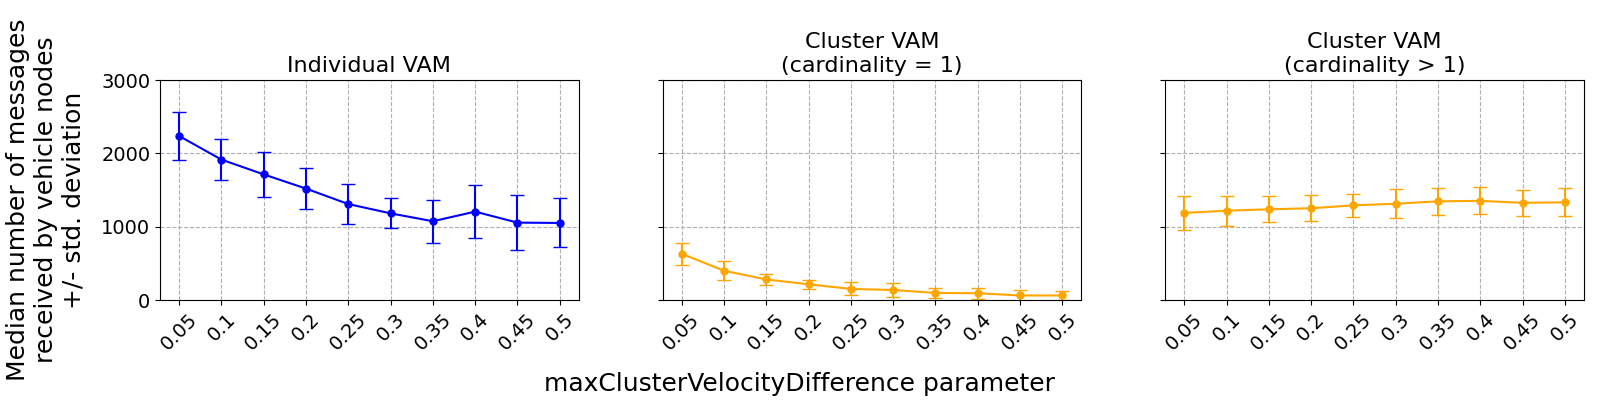 Median number of messages
received by vehicle nodes
+/- std. deviation
Individual VAM
3000
2000
1000
0
0.05 0.1 0.15 0.2 0.25 0.3 0.35 0.4 0.45 0.5
Cluster VAM
(cardinality = 1)
0.05 0.1 0.15 0.2 0.25 0.3 0.35 0.4 0.45 0.5
Cluster VAM
(cardinality > 1)
0.05 0.1 0.15 0.2 0.25 0.3 0.35 0.4 0.45 0.5
maxClusterVelocityDifference parameter